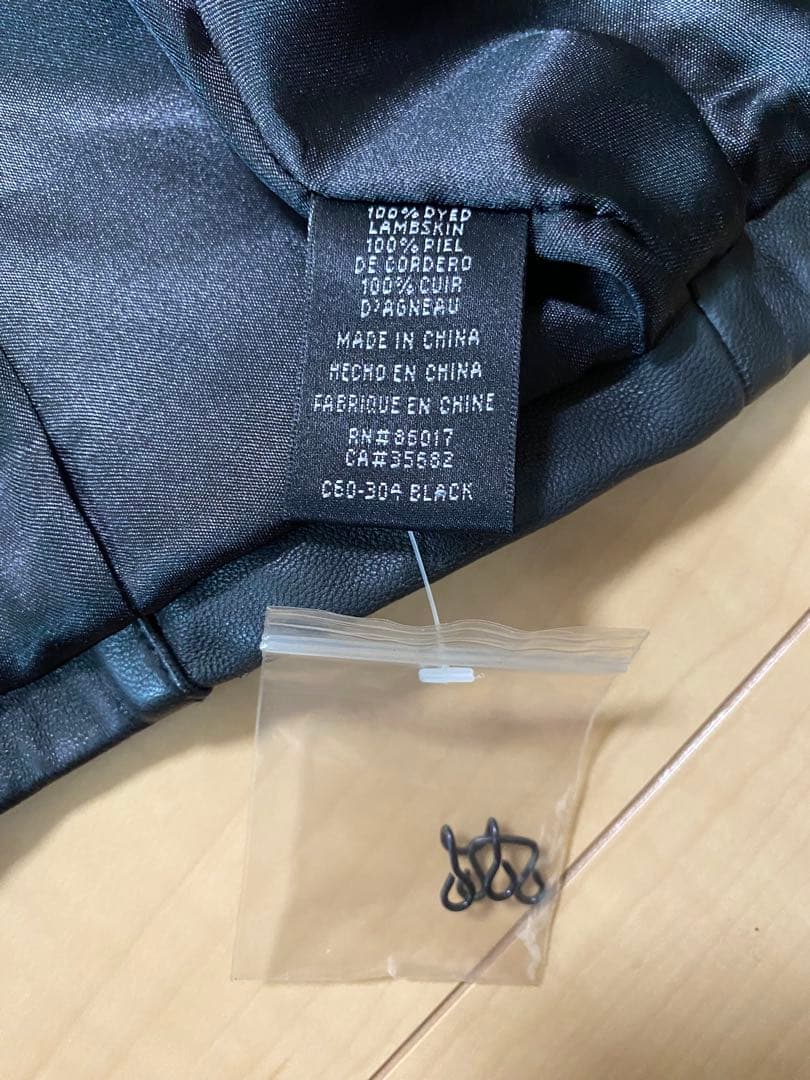 100% DYED
LAMBSKIN
100% PIEL
DE CORDERO
100% CUIR
D'AGNEAU
MADE IN CHINA
HECHO EN CHINA
FABRIQUE EN CHINE
RN#86017
CA#35682
C60-304 BLACK